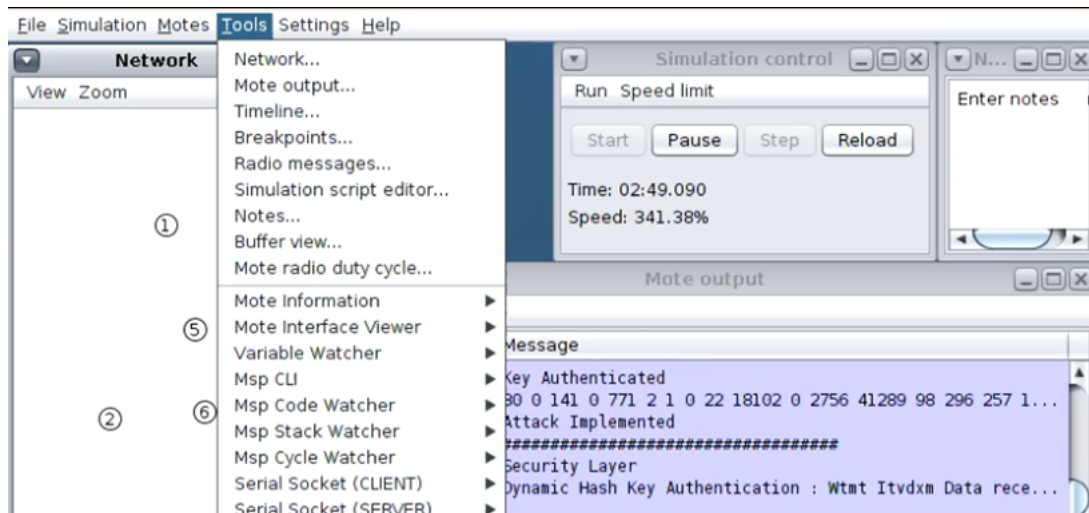 File Simulation Motes Tools Settings Help
Network
View Zoom
①
⑤
②
⑥
Network...
Mote output...
Timeline...
Breakpoints...
Radio messages...
Simulation script editor...
Notes...
Buffer view...
Mote radio duty cycle...
Mote Information
Mote Interface Viewer
Variable Watcher
Msp CLI
Msp Code Watcher
Msp Stack Watcher
Msp Cycle Watcher
Serial Socket (CLIENT)
Serial Socket (SERVER)
Simulation control
Run Speed limit
Start Pause Step Reload
Time: 02:49.090
Speed: 341.38%
N...
Enter notes
Mote output
Message
Key Authenticated
80 0 141 0 771 2 1 0 22 18102 0 2756 41289 98 296 257 1...
Attack Implemented
####################################
Security Layer
Dynamic Hash Key Authentication : Wtmt Itvdxm Data rece...